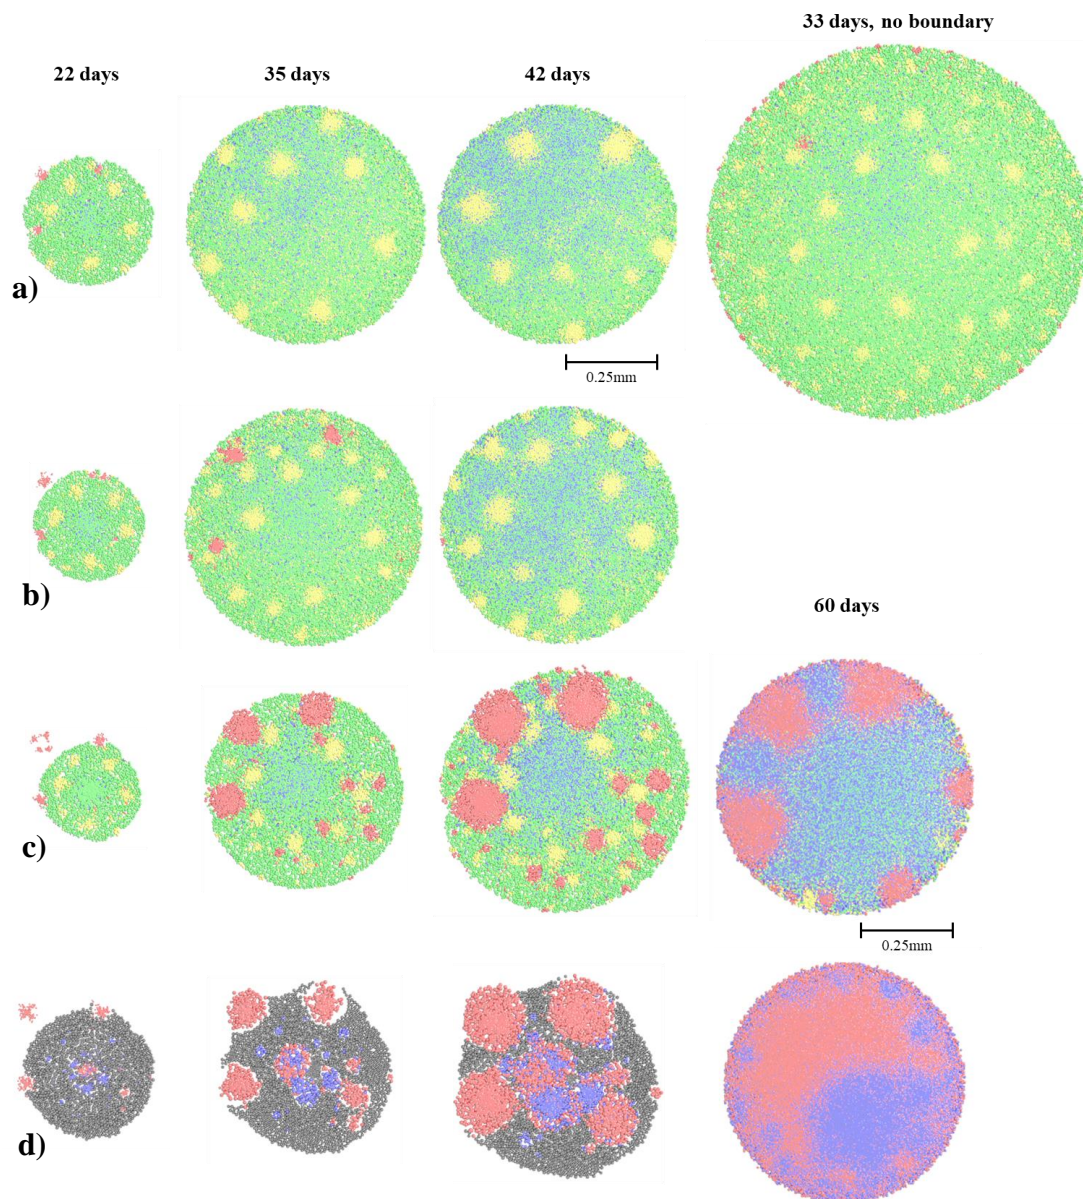 33 days, no boundary
22 days
35 days
42 days
a)
0.25mm
b)
60 days
c)
0.25mm
d)